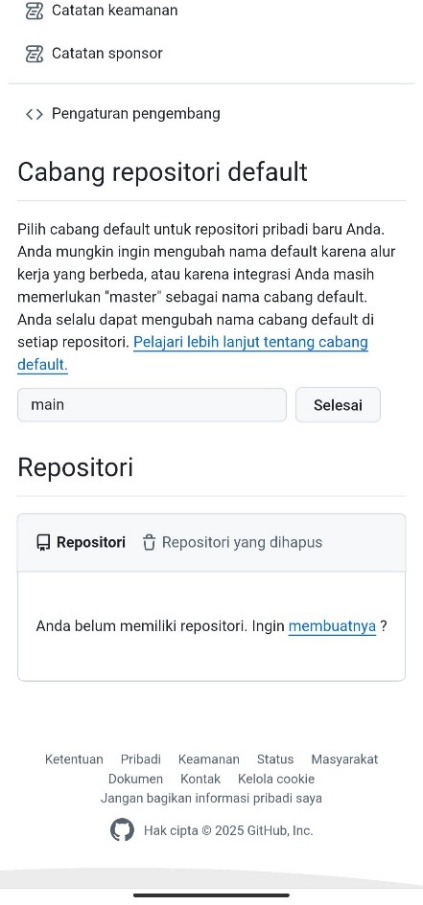 Catatan keamanan
Catatan sponsor
Pengaturan pengembang
Cabang repositori default
Pilih cabang default untuk repositori pribadi baru Anda.
Anda mungkin ingin mengubah nama default karena alur
kerja yang berbeda, atau karena integrasi Anda masih
memerlukan "master" sebagai nama cabang default.
Anda selalu dapat mengubah nama cabang default di
setiap repositori. Pelajari lebih lanjut tentang cabang
default.
main Selesai
Repositori
Repositori Repositori yang dihapus
Anda belum memiliki repositori. Ingin membuatnya ?
Ketentuan Pribadi Keamanan Status Masyarakat
Dokumen Kontak Kelola cookie
Jangan bagikan informasi pribadi saya
Hak cipta © 2025 GitHub, Inc.